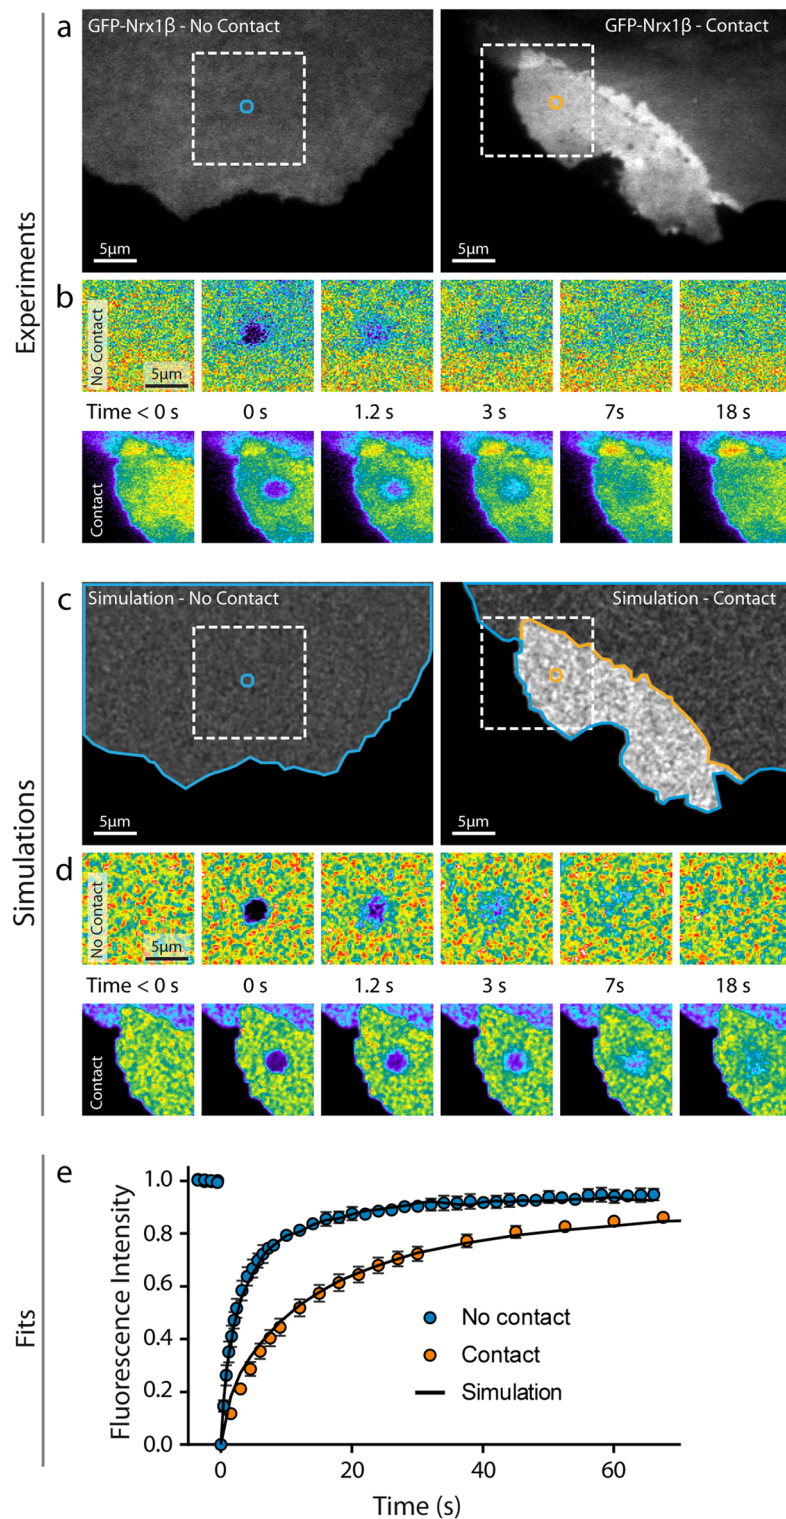 a
GFP-Nrx1β - No Contact
GFP-Nrx1β - Contact
5µm
5µm
Experiments
b
No Contact
5µm
Time < 0 s
0 s
1.2 s
3 s
7s
18 s
Contact
c
Simulation - No Contact
Simulation - Contact
5µm
5µm
Simulations
d
No Contact
5µm
Time < 0 s
0 s
1.2 s
3 s
7s
18 s
Contact
e
Fits
Fluorescence Intensity
1.0
0.8
0.6
0.4
0.2
0.0
No contact
Contact
Simulation
0
20
40
60
Time (s)